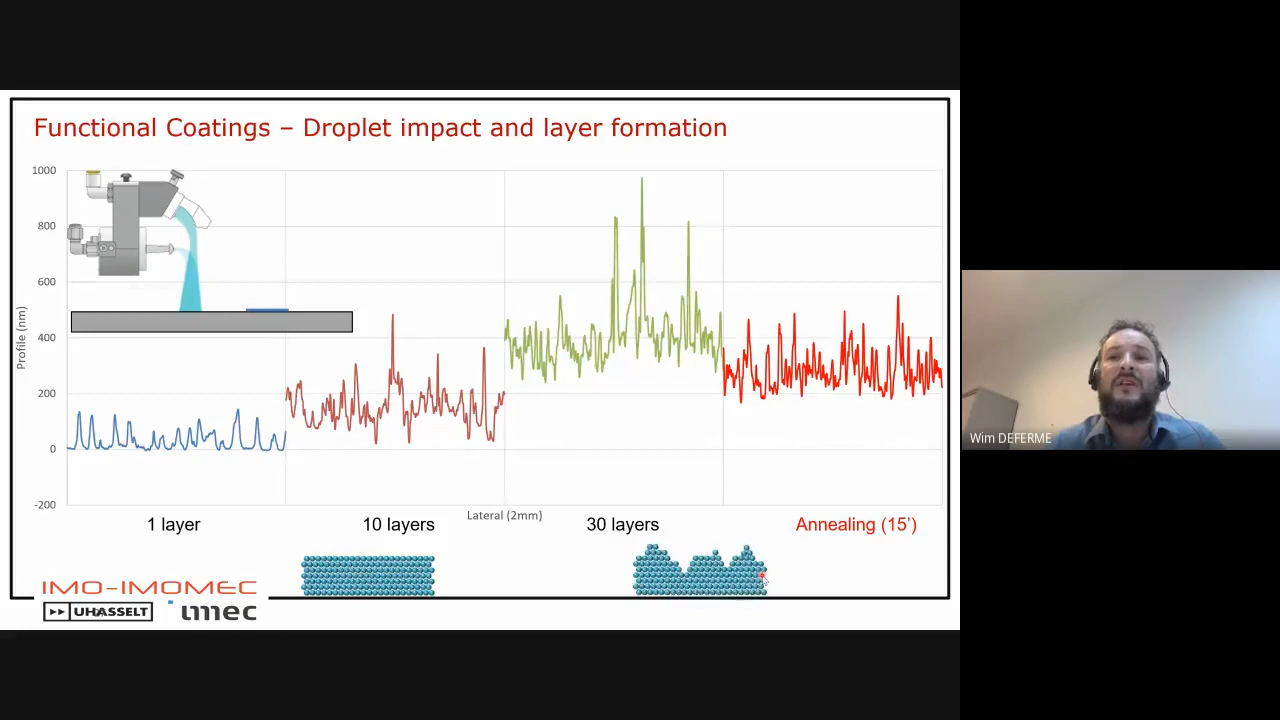 Functional Coatings – Droplet impact and layer formation
1000
800
600
400
200
0
-200
Profile (nm)
Lateral (2mm)
1 layer
10 layers
30 layers
Annealing (15’)
IMO-IMOMEC
UHASSELT
imec
Wim DEFERME